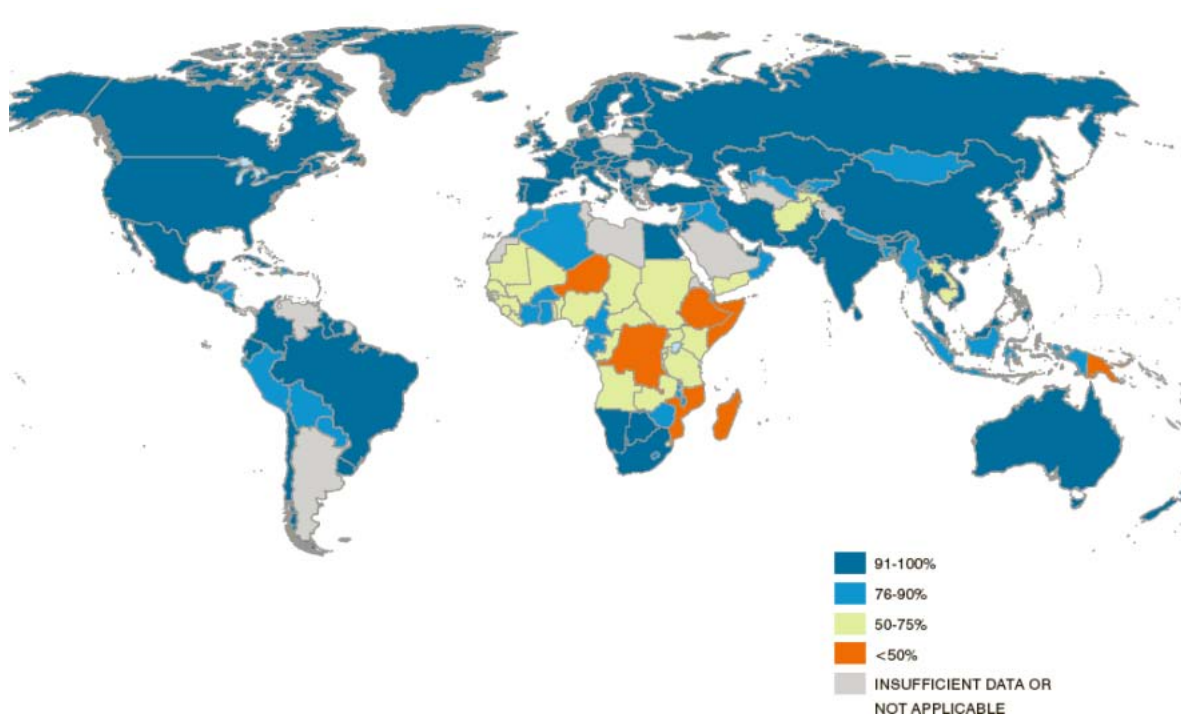 91-100%
76-90%
50-75%
<50%
INSUFFICIENT DATA OR
NOT APPLICABLE